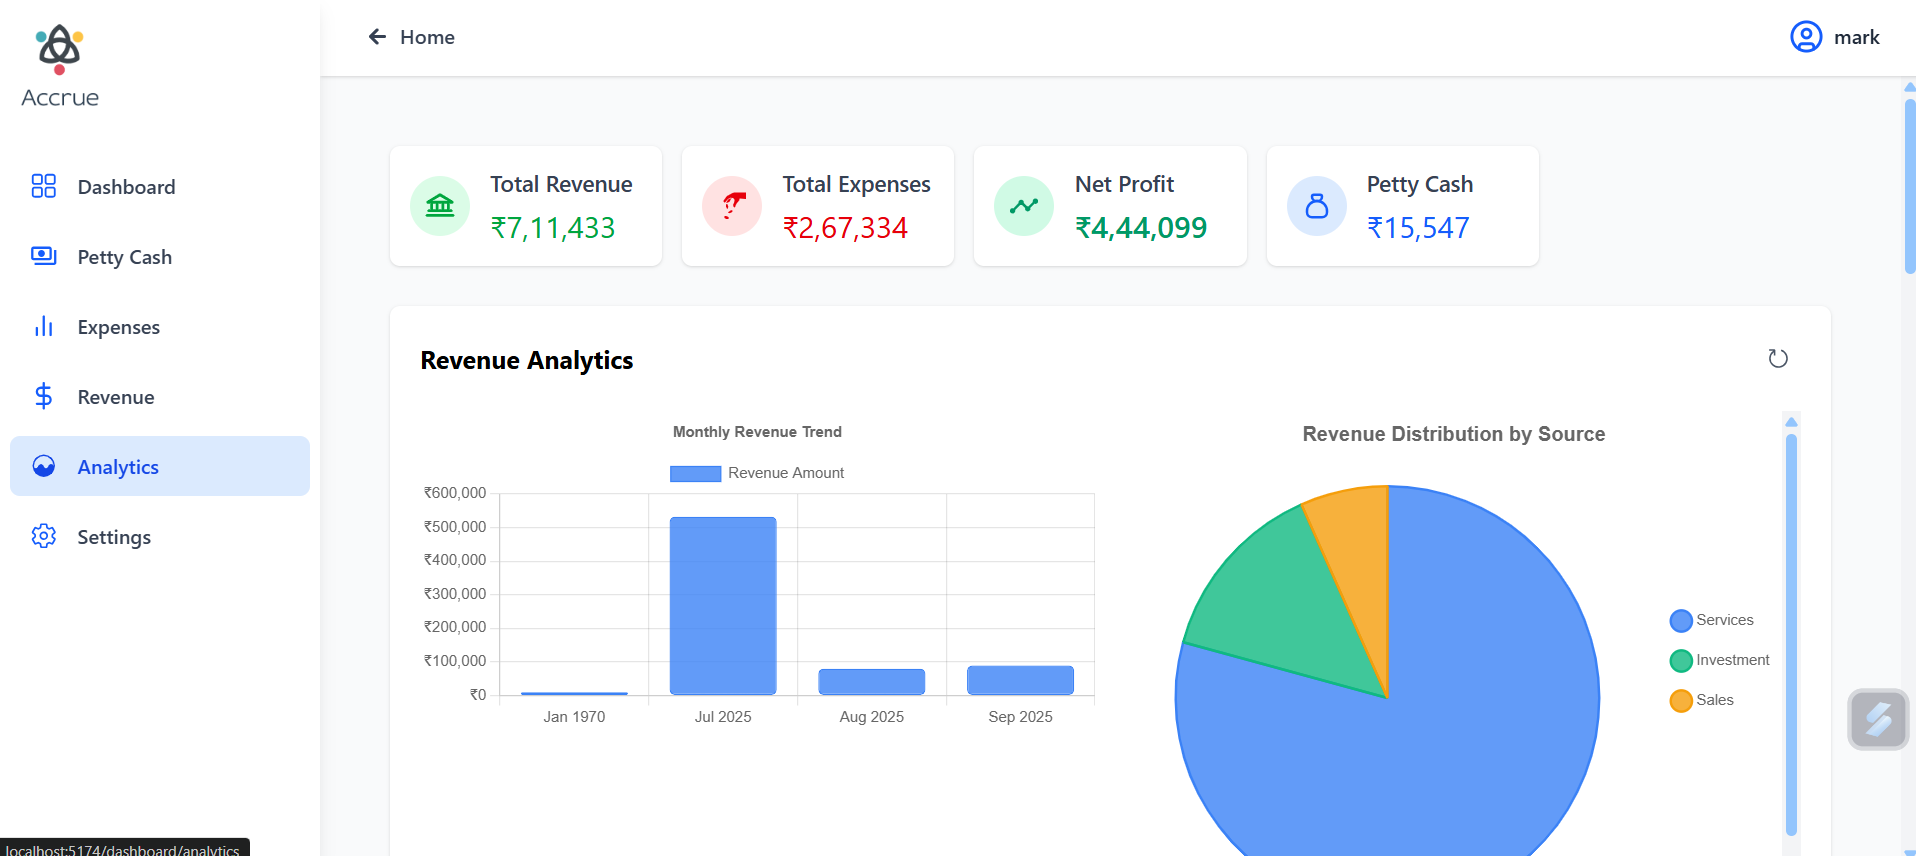 Accrue
Home
mark
Dashboard
Petty Cash
Expenses
Revenue
Analytics
Settings
Total Revenue
₹7,11,433
Total Expenses
₹2,67,334
Net Profit
₹4,44,099
Petty Cash
₹15,547
Revenue Analytics
Monthly Revenue Trend
Revenue Amount
₹600,000
₹500,000
₹400,000
₹300,000
₹200,000
₹100,000
₹0
Jan 1970 Jul 2025 Aug 2025 Sep 2025
Revenue Distribution by Source
Services
Investment
Sales
localhost:5174/dashboard/analytics